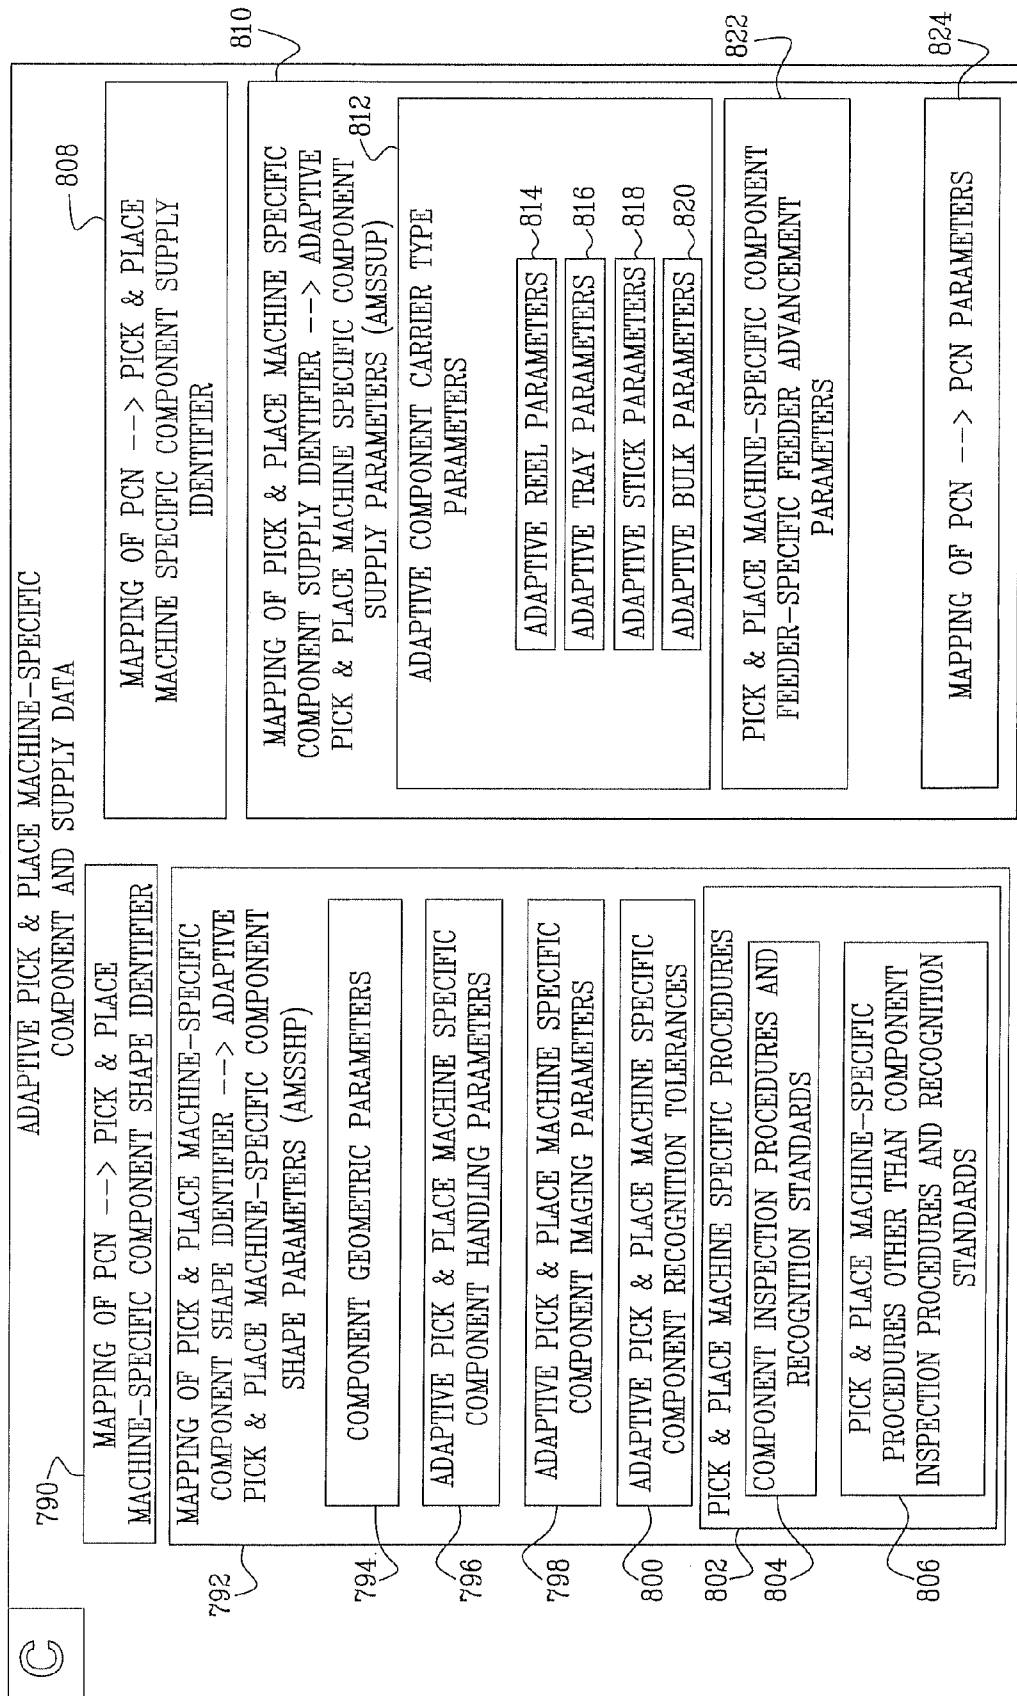 C
ADAPTIVE PICK & PLACE MACHINE-SPECIFIC
COMPONENT AND SUPPLY DATA
790
MAPPING OF PCN --> PICK & PLACE
MACHINE-SPECIFIC COMPONENT SHAPE IDENTIFIER
792
MAPPING OF PICK & PLACE MACHINE-SPECIFIC
COMPONENT SHAPE IDENTIFIER --> ADAPTIVE
PICK & PLACE MACHINE-SPECIFIC COMPONENT
SHAPE PARAMETERS (AMSSHP)
794
COMPONENT GEOMETRIC PARAMETERS
796
ADAPTIVE PICK & PLACE MACHINE SPECIFIC
COMPONENT HANDLING PARAMETERS
798
ADAPTIVE PICK & PLACE MACHINE SPECIFIC
COMPONENT IMAGING PARAMETERS
800
ADAPTIVE PICK & PLACE MACHINE SPECIFIC
COMPONENT RECOGNITION TOLERANCES
802
PICK & PLACE MACHINE SPECIFIC PROCEDURES
804
COMPONENT INSPECTION PROCEDURES AND
RECOGNITION STANDARDS
806
PICK & PLACE MACHINE-SPECIFIC
PROCEDURES OTHER THAN COMPONENT
INSPECTION PROCEDURES AND RECOGNITION
STANDARDS
808
MAPPING OF PCN --> PICK & PLACE
MACHINE SPECIFIC COMPONENT SUPPLY
IDENTIFIER
810
MAPPING OF PICK & PLACE MACHINE SPECIFIC
COMPONENT SUPPLY IDENTIFIER --> ADAPTIVE
PICK & PLACE MACHINE SPECIFIC COMPONENT
SUPPLY PARAMETERS (AMSSUP)
812
ADAPTIVE COMPONENT CARRIER TYPE
PARAMETERS
ADAPTIVE REEL PARAMETERS 814
ADAPTIVE TRAY PARAMETERS 816
ADAPTIVE STICK PARAMETERS 818
ADAPTIVE BULK PARAMETERS 820
PICK & PLACE MACHINE-SPECIFIC COMPONENT
FEEDER-SPECIFIC FEEDER ADVANCEMENT
PARAMETERS
822
MAPPING OF PCN --> PCN PARAMETERS
824